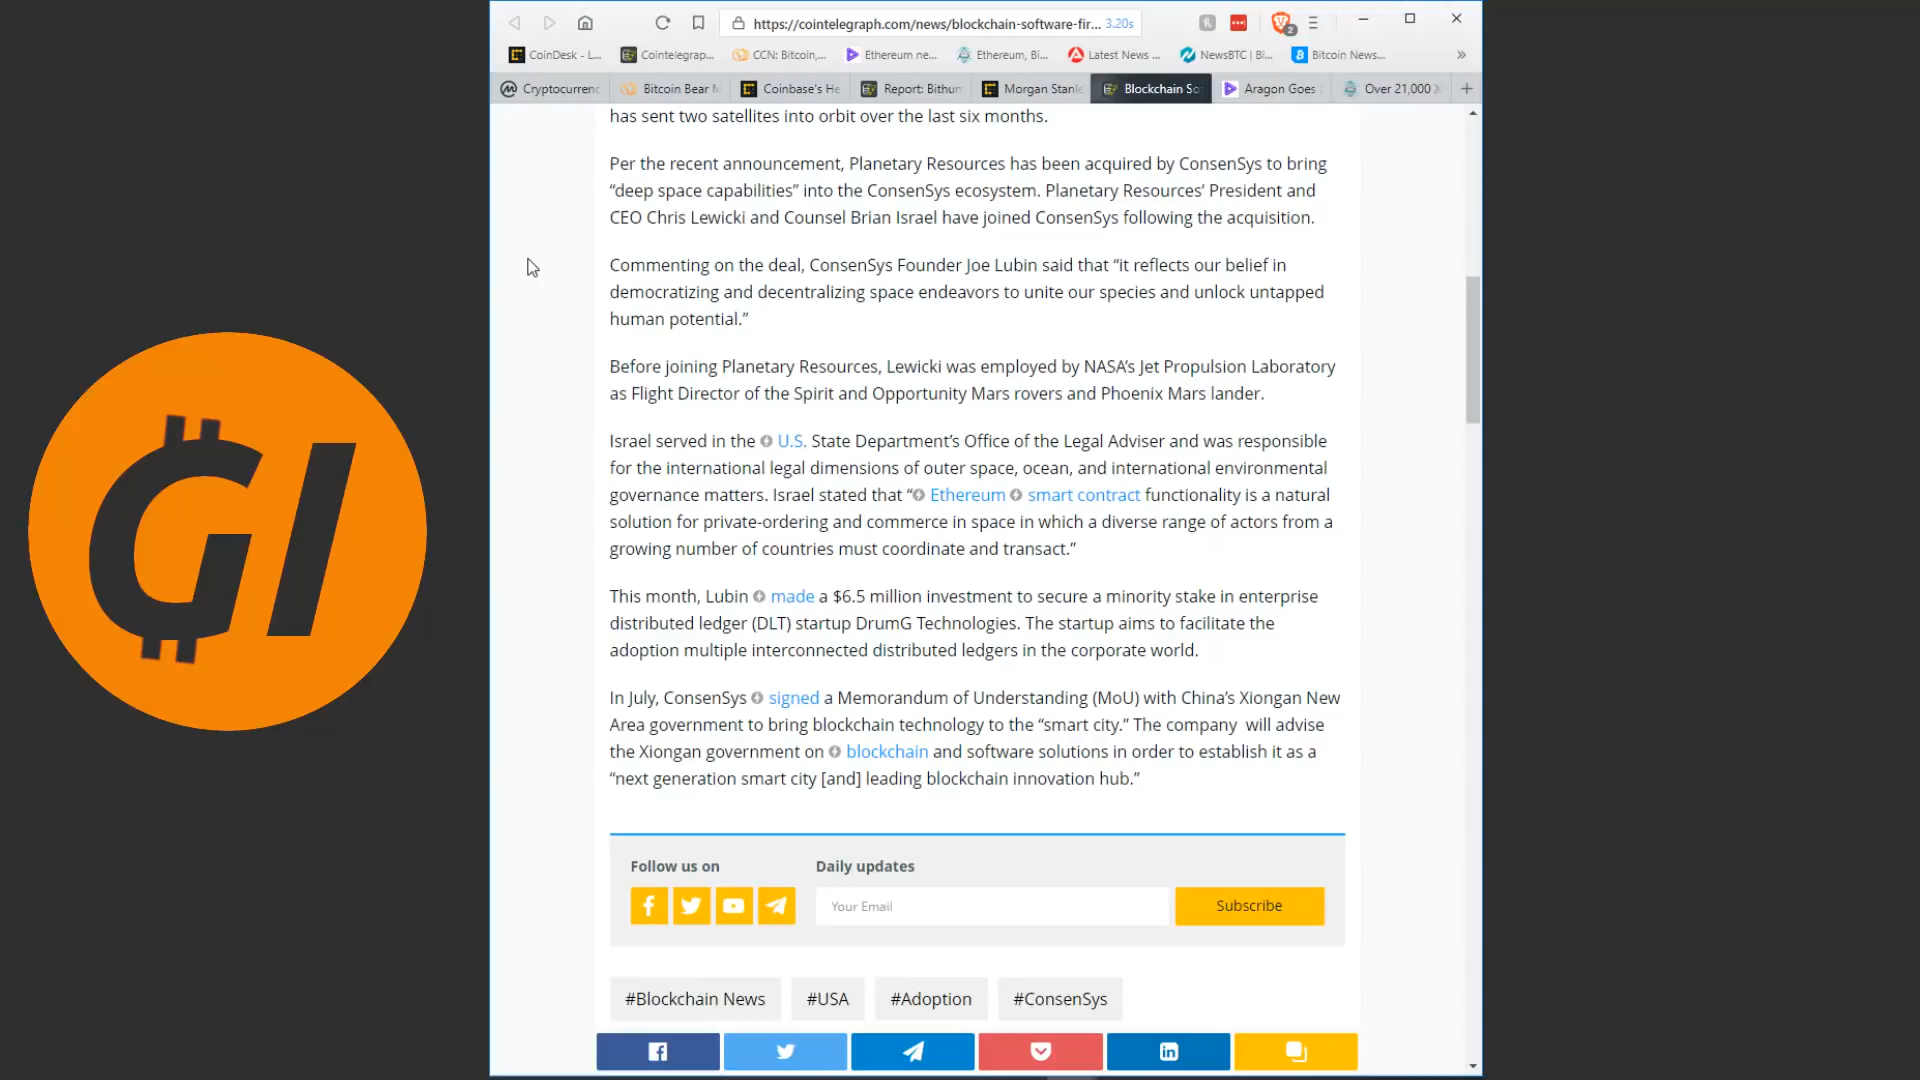 https://cointelegraph.com/news/blockchain-software-fir... 3.20s
2
CoinDesk - L... Cointelegrap... CCN: Bitcoin,... Ethereum ne... Ethereum, Bi... Latest News ... NewsBTC | Bi... Bitcoin News... »
Cryptocurrenc Bitcoin Bear M Coinbase's He Report: Bithum Morgan Stanle Blockchain So Aragon Goes Over 21,000 +
has sent two satellites into orbit over the last six months.
Per the recent announcement, Planetary Resources has been acquired by ConsenSys to bring
“deep space capabilities” into the ConsenSys ecosystem. Planetary Resources’ President and
CEO Chris Lewicki and Counsel Brian Israel have joined ConsenSys following the acquisition.
Commenting on the deal, ConsenSys Founder Joe Lubin said that “it reflects our belief in
democratizing and decentralizing space endeavors to unite our species and unlock untapped
human potential.”
Before joining Planetary Resources, Lewicki was employed by NASA’s Jet Propulsion Laboratory
as Flight Director of the Spirit and Opportunity Mars rovers and Phoenix Mars lander.
Israel served in the U.S. State Department’s Office of the Legal Adviser and was responsible
for the international legal dimensions of outer space, ocean, and international environmental
governance matters. Israel stated that “ Ethereum smart contract functionality is a natural
solution for private-ordering and commerce in space in which a diverse range of actors from a
growing number of countries must coordinate and transact.”
This month, Lubin made a $6.5 million investment to secure a minority stake in enterprise
distributed ledger (DLT) startup DrumG Technologies. The startup aims to facilitate the
adoption multiple interconnected distributed ledgers in the corporate world.
In July, ConsenSys signed a Memorandum of Understanding (MoU) with China’s Xiongan New
Area government to bring blockchain technology to the “smart city.” The company will advise
the Xiongan government on blockchain and software solutions in order to establish it as a
“next generation smart city [and] leading blockchain innovation hub.”
Follow us on Daily updates
Your Email Subscribe
#Blockchain News #USA #Adoption #ConsenSys
GI